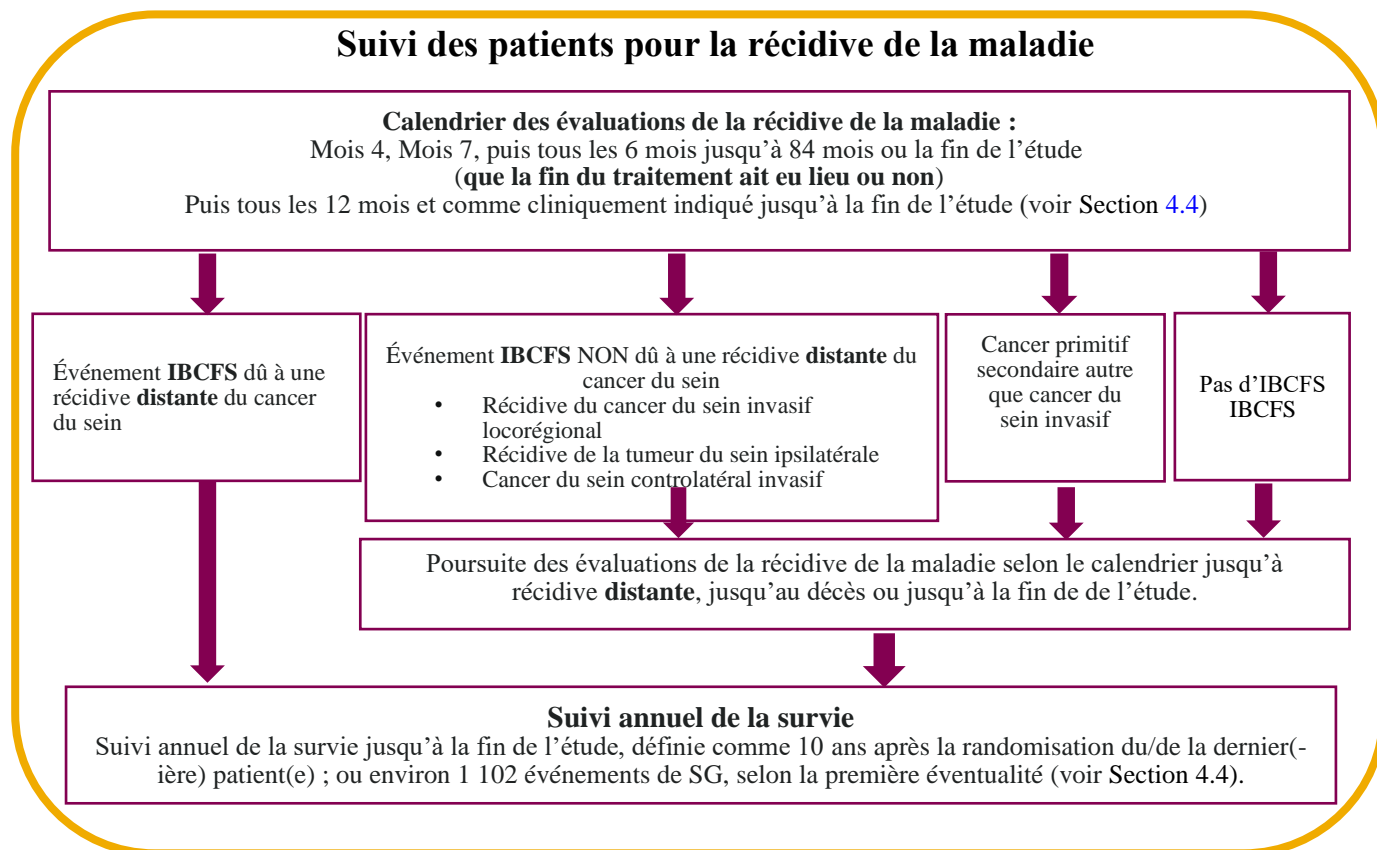 Suivi des patients pour la récidive de la maladie
Calendrier des évaluations de la récidive de la maladie :
Mois 4, Mois 7, puis tous les 6 mois jusqu'à 84 mois ou la fin de l'étude
(que la fin du traitement ait eu lieu ou non)
Puis tous les 12 mois et comme cliniquement indiqué jusqu'à la fin de l'étude (voir Section 4.4)
Événement IBCFS dû à une
récidive distante du cancer
du sein
Événement IBCFS NON dû à une récidive distante du
cancer du sein
• Récidive du cancer du sein invasif
locorégional
• Récidive de la tumeur du sein ipsilatérale
• Cancer du sein controlatéral invasif
Cancer primitif
secondaire autre
que cancer du
sein invasif
Pas d'IBCFS
IBCFS
Poursuite des évaluations de la récidive de la maladie selon le calendrier jusqu'à
récidive distante, jusqu'au décès ou jusqu'à la fin de de l'étude.
Suivi annuel de la survie
Suivi annuel de la survie jusqu'à la fin de l'étude, définie comme 10 ans après la randomisation du/de la dernier(-
ière) patient(e) ; ou environ 1 102 événements de SG, selon la première éventualité (voir Section 4.4).